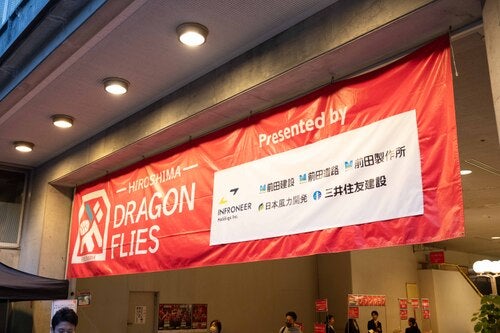 HIROSHIMA
DRAGON
FLIES
Presented by
INFRONEER
Holdings Inc.
前田建設
前田道路
前田製作所
日本風力開発
三井住友建設